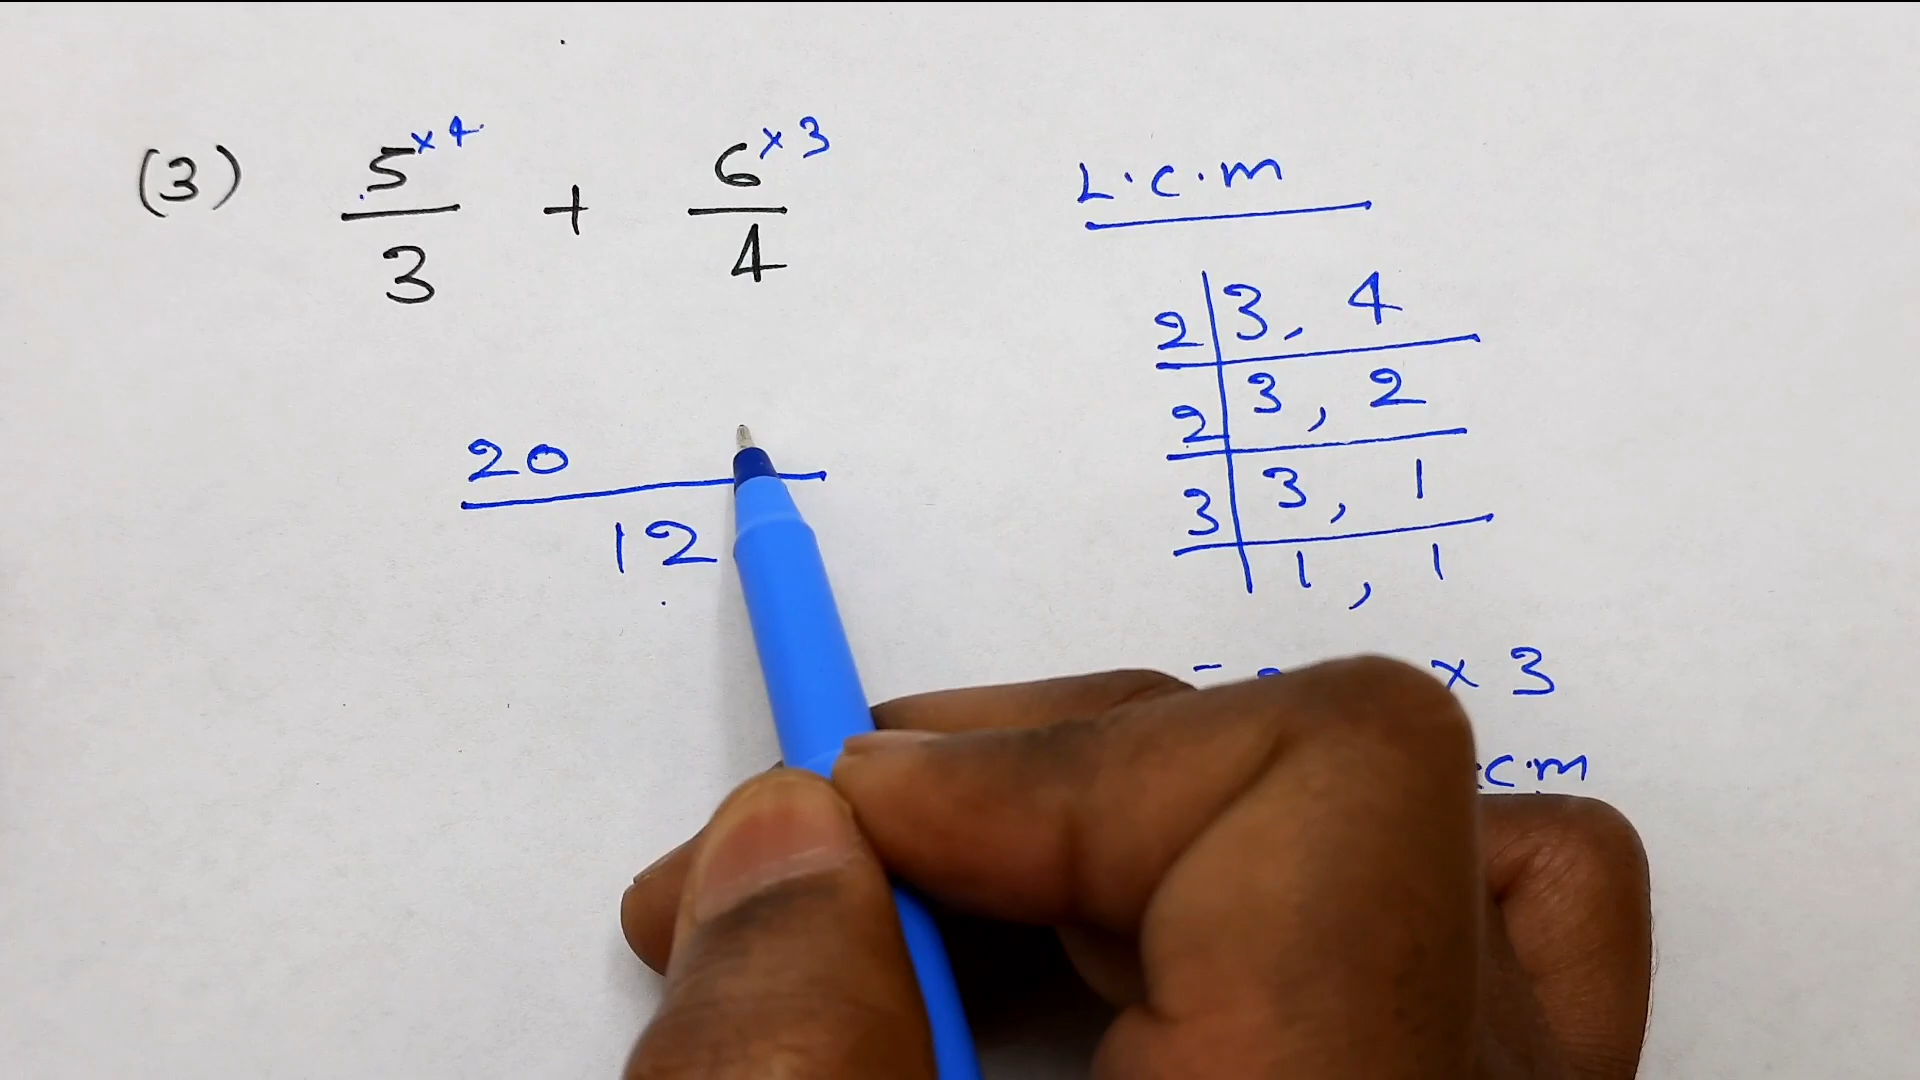 (3) 5 ×4 / 3 + 6 ×3 / 4
20
12
L.C.M
2 | 3, 4
2 | 3, 2
3 | 3, 1
1, 1
× 3
.C.M